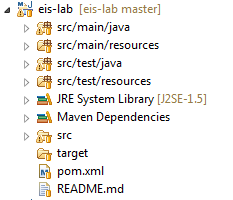 eis-lab [eis-lab master]
src/main/java
src/main/resources
src/test/java
src/test/resources
JRE System Library [J2SE-1.5]
Maven Dependencies
src
target
pom.xml
README.md